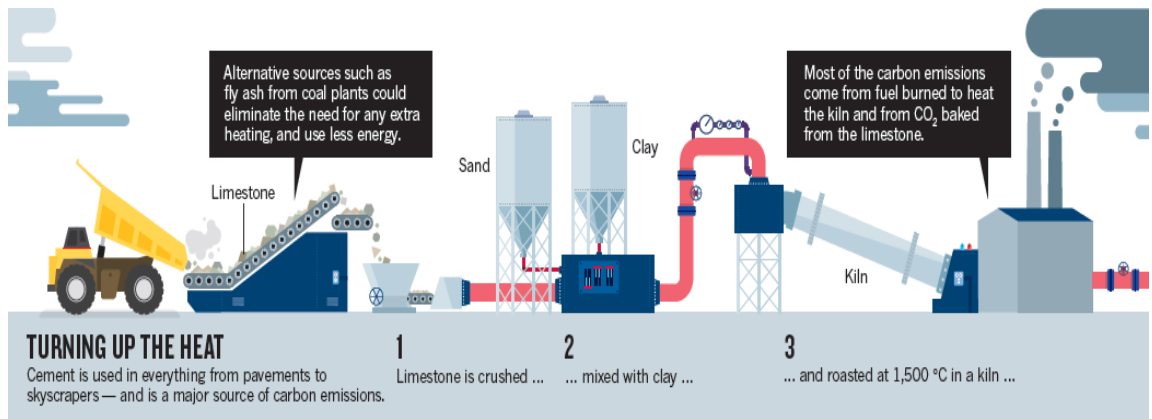 Alternative sources such as
fly ash from coal plants could
eliminate the need for any extra
heating, and use less energy.
Most of the carbon emissions
come from fuel burned to heat
the kiln and from CO₂ baked
from the limestone.
Limestone
Sand
Clay
Kiln
TURNING UP THE HEAT
Cement is used in everything from pavements to
skyscrapers — and is a major source of carbon emissions.
1
Limestone is crushed ...
2
... mixed with clay ...
3
... and roasted at 1,500 °C in a kiln ...